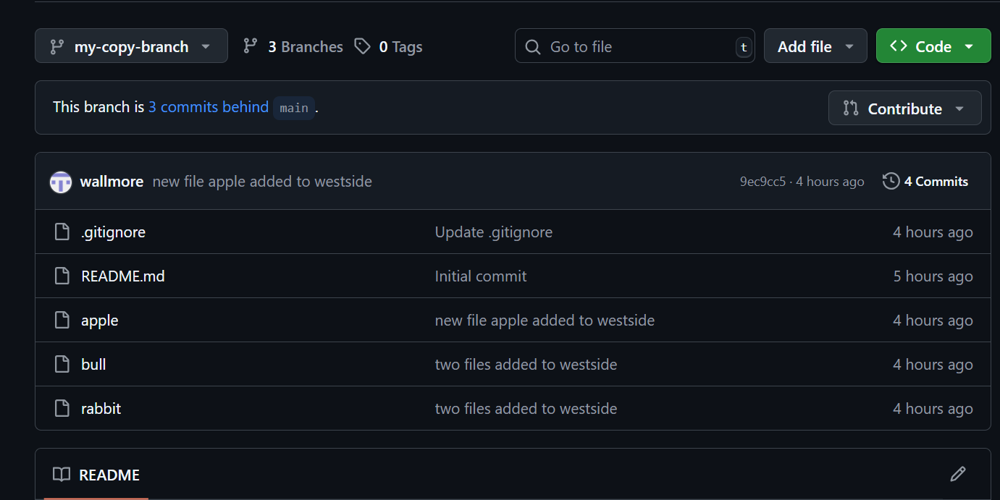 my-copy-branch 3 Branches 0 Tags Go to file t Add file Code
This branch is 3 commits behind main . Contribute
wallmore new file apple added to westside 9ec9cc5 · 4 hours ago 4 Commits
.gitignore Update .gitignore 4 hours ago
README.md Initial commit 5 hours ago
apple new file apple added to westside 4 hours ago
bull two files added to westside 4 hours ago
rabbit two files added to westside 4 hours ago
README